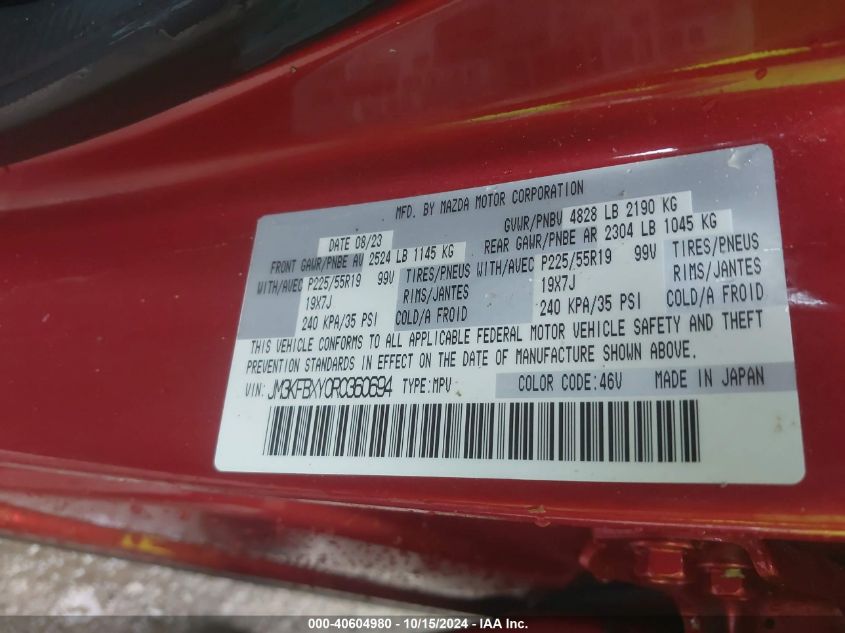 MFD. BY MAZDA MOTOR CORPORATION
DATE 08/23 GVWR/PNBV 4828 LB 2190 KG
FRONT GAWR/PNBE AV 2524 LB 1145 KG REAR GAWR/PNBE AR 2304 LB 1045 KG
WITH/AVEC P225/55R19 99V TIRES/PNEUS WITH/AVEC P225/55R19 99V TIRES/PNEUS
19X7J RIMS/JANTES 19X7J RIMS/JANTES
240 KPA/35 PSI COLD/A FROID 240 KPA/35 PSI COLD/A FROID
THIS VEHICLE CONFORMS TO ALL APPLICABLE FEDERAL MOTOR VEHICLE SAFETY AND THEFT
PREVENTION STANDARDS IN EFFECT ON THE DATE OF MANUFACTURE SHOWN ABOVE.
VIN: JM3KFBXY0R0360694 TYPE: MPV COLOR CODE: 46V MADE IN JAPAN
000-40604980 - 10/15/2024 - IAA Inc.